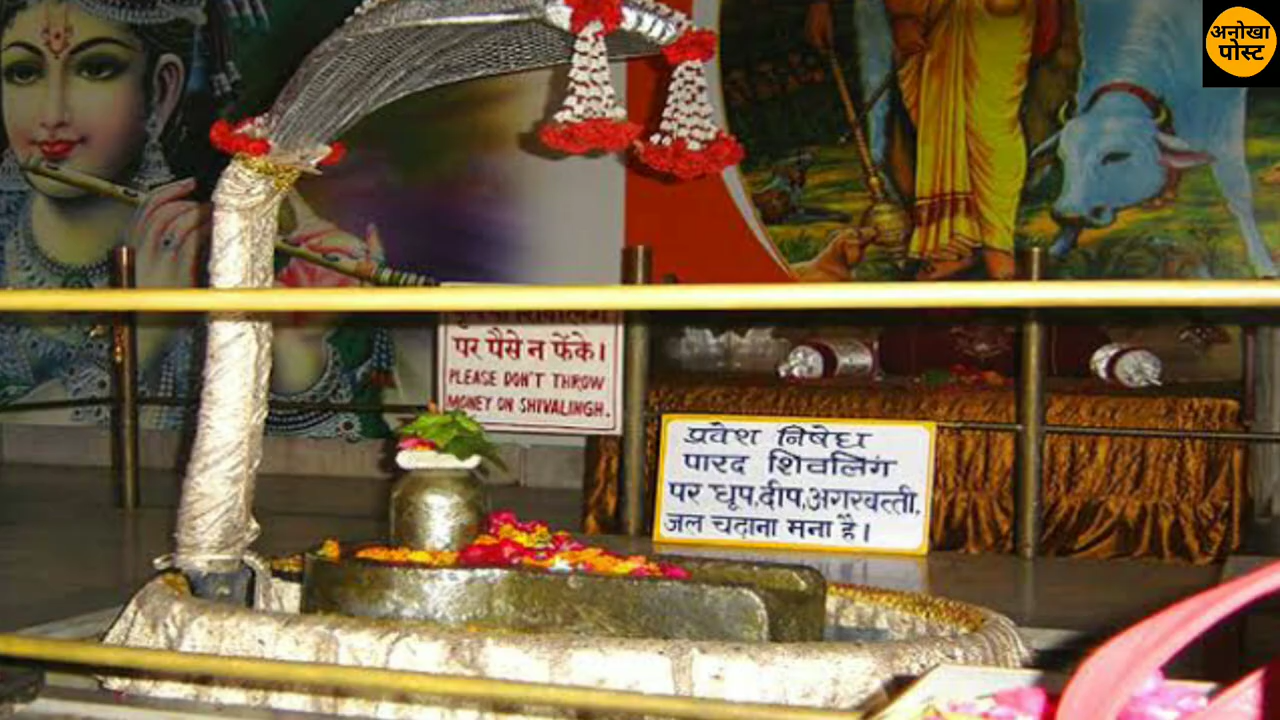 अनोखा
पोस्ट
पर पैसे न फेंके।
PLEASE DON'T THROW
MONEY ON SHIVALINGH.
प्रवेश निषेध
पारद शिवलिंग
पर धूप,दीप,अगरबत्ती,
जल चढ़ाना मना है।